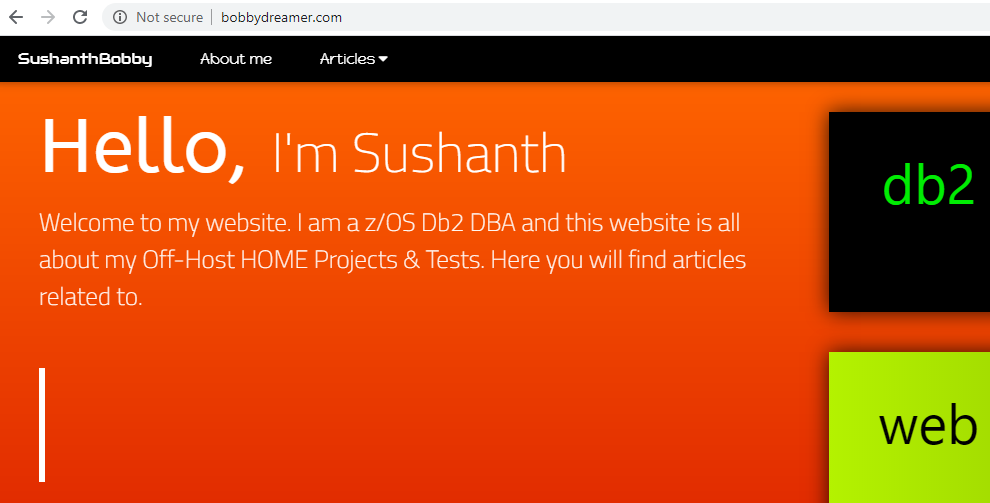 Not secure | bobbydreamer.com
SushanthBobby About me Articles
Hello, I'm Sushanth
Welcome to my website. I am a z/OS Db2 DBA and this website is all
about my Off-Host HOME Projects & Tests. Here you will find articles
related to.
db2
web